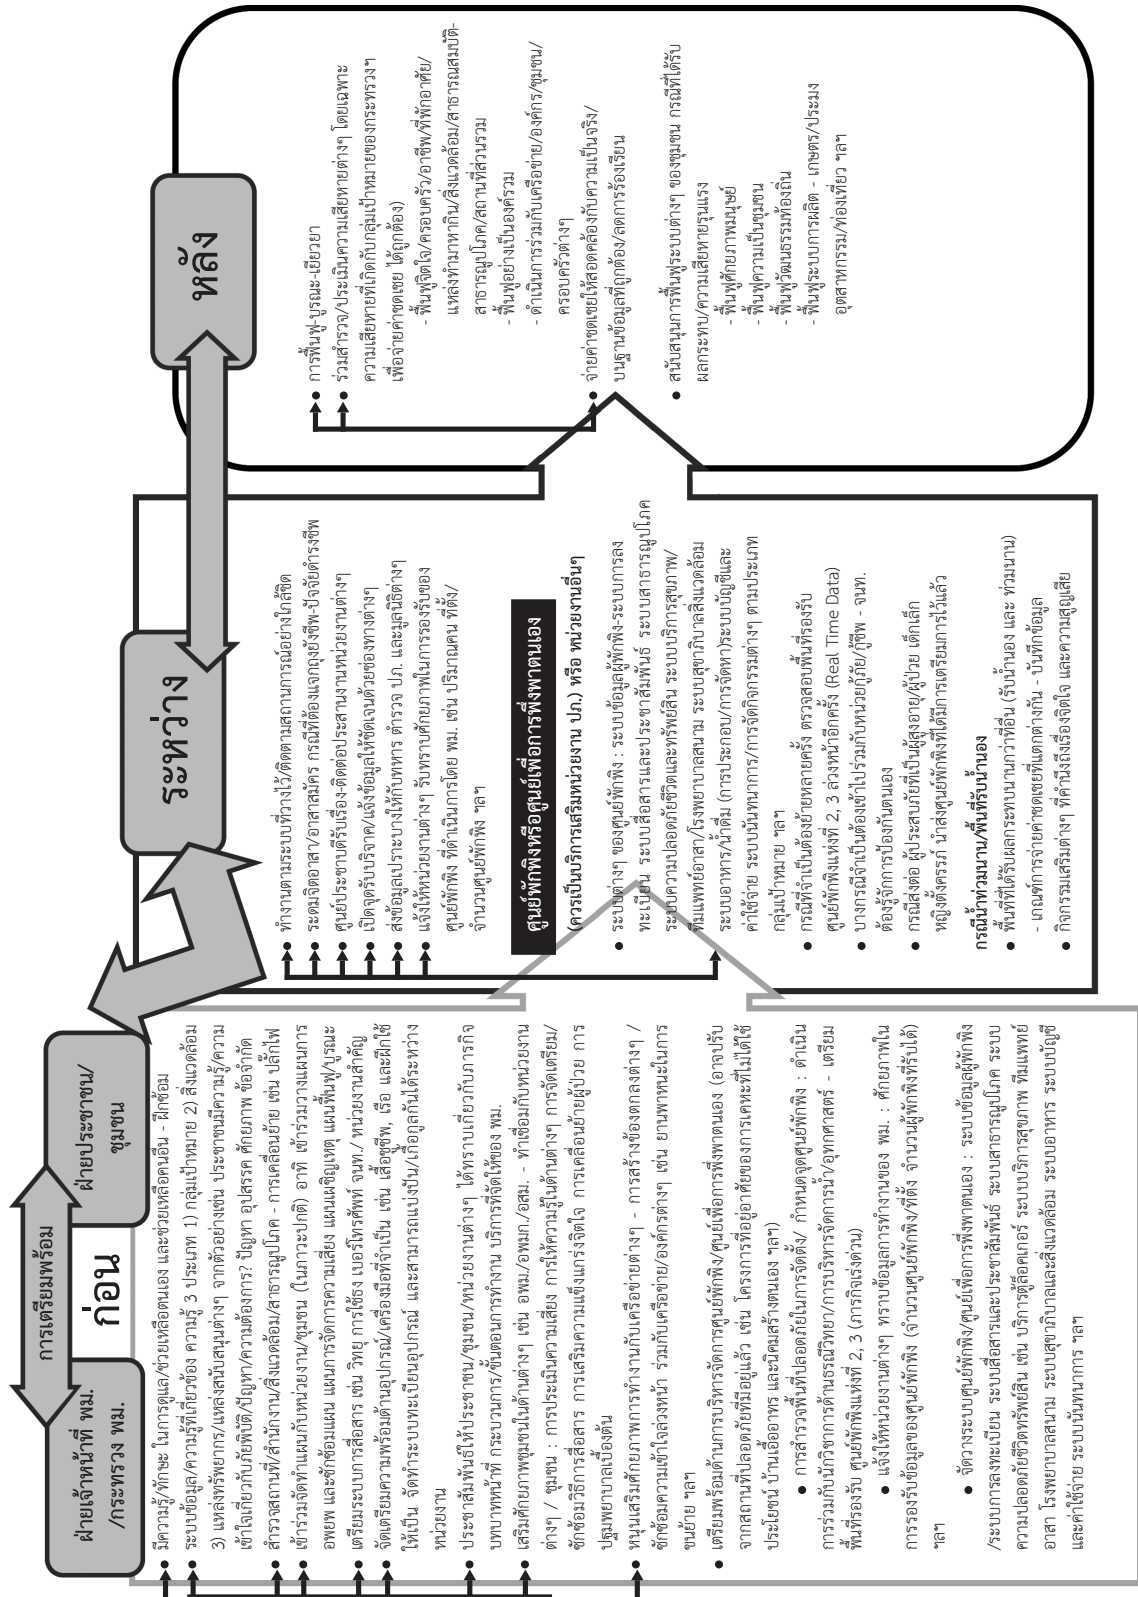 การเตรียมพร้อม
ฝ่ายเจ้าหน้าที่ พม.
/กระทรวง พม.
ก่อน
ฝ่ายประชาชน/
ชุมชน
มีความรู้/ทักษะ ในการดูแล/ช่วยเหลือตนเอง และช่วยเหลือคนอื่น - ฝึกซ้อม
ระบบข้อมูล/ความรู้ที่เกี่ยวข้อง ความรู้ 3 ประเภท 1) กลุ่มเป้าหมาย 2) สิ่งแวดล้อม
3) แหล่งทรัพยากร/แหล่งสนับสนุนต่างๆ จากตัวอย่างเช่น ประชาชนมีความรู้/ความ
เข้าใจเกี่ยวกับภัยพิบัติ/ปัญหา/ความต้องการ? ปัญหา อุปสรรค ศักยภาพ ข้อจำกัด
สำรวจสถานที่/สำนักงาน/สิ่งแวดล้อม/สาธารณูปโภค - การเคลื่อนย้าย เช่น ปลั๊กไฟ
เข้าร่วมจัดทำแผนกับหน่วยงาน/ชุมชน (ในภาวะปกติ) อาทิ เข้าร่วมวางแผนการ
อพยพ และซักซ้อมแผน แผนการจัดการความเสี่ยง แผนเผชิญเหตุ แผนฟื้นฟู/บูรณะ
เตรียมระบบการสื่อสาร เช่น วิทยุ การใช้ธง เบอร์โทรศัพท์ จนท./ หน่วยงานสำคัญ
จัดเตรียมความพร้อมด้านอุปกรณ์/เครื่องมือที่จำเป็น เช่น เสื้อชูชีพ, เรือ และฝึกใช้
ให้เป็น จัดทำระบบทะเบียนอุปกรณ์ และสามารถแบ่งปัน/เกื้อกูลกันได้ระหว่าง
หน่วยงาน
ประชาสัมพันธ์ให้ประชาชน/ชุมชน/หน่วยงานต่างๆ ได้ทราบเกี่ยวกับภารกิจ
บทบาทหน้าที่ กระบวนการ/ขั้นตอนการทำงาน บริการที่จัดให้ของ พม.
เสริมศักยภาพชุมชนในด้านต่างๆ เช่น อพม./อพมก./อสม. - ทำเชื่อมกับหน่วยงาน
ต่างๆ / ชุมชน : การประเมินความเสี่ยง การให้ความรู้ในด้านต่างๆ การจัดเตรียม/
ซักซ้อมวิธีการสื่อสาร การเสริมความเข้มแข็งแกร่งจิตใจ การเคลื่อนย้ายผู้ป่วย การ
ปฐมพยาบาลเบื้องต้น
หนุนเสริมศักยภาพการทำงานกับเครือข่ายต่างๆ - การสร้างข้อตกลงต่างๆ /
ซักซ้อมความเข้าใจล่วงหน้า ร่วมกับเครือข่าย/องค์กรต่างๆ เช่น ยานพาหนะในการ
ขนย้าย ฯลฯ
เตรียมพร้อมด้านการบริหารจัดการศูนย์พักพิง/ศูนย์เพื่อการพึ่งพาตนเอง (อาจปรับ
จากสถานที่ปลอดภัยที่มีอยู่แล้ว เช่น โครงการที่อยู่อาศัยของการเคหะที่ไม่ได้ใช้
ประโยชน์ บ้านเอื้ออาทร และนิคมสร้างตนเอง ฯลฯ)
การสำรวจพื้นที่ปลอดภัยในการจัดตั้ง/ กำหนดจุดศูนย์พักพิง : ดำเนิน
การร่วมกับนักวิชาการด้านธรณีวิทยา/การบริหารจัดการน้ำ/อุทกศาสตร์ - เตรียม
พื้นที่รองรับ ศูนย์พักพิงแห่งที่ 2, 3 (ภารกิจเร่งด่วน)
แจ้งให้หน่วยงานต่างๆ ทราบข้อมูลการทำงานของ พม. : ศักยภาพใน
การรองรับข้อมูลของศูนย์พักพิง (จำนวนศูนย์พักพิง/ที่ตั้ง จำนวนผู้พักพิงที่รับได้)
ฯลฯ
จัดวางระบบศูนย์พักพิง/ศูนย์เพื่อการพึ่งพาตนเอง : ระบบข้อมูลผู้พักพิง
/ระบบการลงทะเบียน ระบบสื่อสารและประชาสัมพันธ์ ระบบสาธารณูปโภค ระบบ
ความปลอดภัยชีวิตทรัพย์สิน เช่น บริการตู้ล็อคเกอร์ ระบบบริการสุขภาพ ทีมแพทย์
อาสา โรงพยาบาลสนาม ระบบสุขาภิบาลและสิ่งแวดล้อม ระบบอาหาร ระบบบัญชี
และค่าใช้จ่าย ระบบนันทนาการ ฯลฯ
ระหว่าง
ทำงานตามระบบที่วางไว้/ติดตามสถานการณ์อย่างใกล้ชิด
ระดมจิตอาสา/อาสาสมัคร กรณีที่ต้องแจกถุงยังชีพ-ปัจจัยดำรงชีพ
ศูนย์ประชาบดีรับเรื่อง-ติดต่อประสานงานหน่วยงานต่างๆ
เปิดจุดรับบริจาค/แจ้งข้อมูลให้ชัดเจนด้วยช่องทางต่างๆ
ส่งข้อมูลเปราะบางให้กับทหาร ตำรวจ ปภ. และมูลนิธิต่างๆ
แจ้งให้หน่วยงานต่างๆ รับทราบศักยภาพในการรองรับของ
ศูนย์พักพิง ที่ดำเนินการโดย พม. เช่น ปริมาณคน ที่ตั้ง/
จำนวนศูนย์พักพิง ฯลฯ
ศูนย์พักพิงหรือศูนย์เพื่อการพึ่งพาตนเอง
(ควรเป็นบริการเสริมหน่วยงาน ปภ.) หรือ หน่วยงานอื่นๆ
ระบบต่างๆ ของศูนย์พักพิง : ระบบข้อมูลผู้พักพิง-ระบบการลง
ทะเบียน ระบบสื่อสารและประชาสัมพันธ์ ระบบสาธารณูปโภค
ระบบความปลอดภัยชีวิตและทรัพย์สิน ระบบบริการสุขภาพ/
ทีมแพทย์อาสา/โรงพยาบาลสนาม ระบบสุขาภิบาลสิ่งแวดล้อม
ระบบอาหาร/น้ำดื่ม (การประกอบ/การจัดหา)ระบบบัญชีและ
ค่าใช้จ่าย ระบบนันทนาการ/การจัดกิจกรรมต่างๆ ตามประเภท
กลุ่มเป้าหมาย ฯลฯ
กรณีที่จำเป็นต้องย้ายหลายครั้ง ตรวจสอบพื้นที่รองรับ
ศูนย์พักพิงแห่งที่ 2, 3 ล่วงหน้าอีกครั้ง (Real Time Data)
บางกรณีจำเป็นต้องเข้าไปร่วมกับหน่วยกู้ภัย/กู้ชีพ - จนท.
ต้องรู้จักการป้องกันตนเอง
กรณีส่งต่อ ผู้ประสบภัยที่เป็นผู้สูงอายุ/ผู้ป่วย เด็กเล็ก
หญิงตั้งครรภ์ นำส่งศูนย์พักพิงที่ได้มีการเตรียมการไว้แล้ว
กรณีน้ำท่วมนาน/พื้นที่รับน้ำนอง
พื้นที่ที่ได้รับผลกระทบนานกว่าที่อื่น (รับน้ำนอง และ ท่วมนาน)
- เกณฑ์การจ่ายค่าชดเชยที่แตกต่างกัน - บันทึกข้อมูล
กิจกรรมเสริมต่างๆ ที่คำนึงถึงเรื่องจิตใจ และความสูญเสีย
หลัง
การฟื้นฟู-บูรณะ-เยียวยา
ร่วมสำรวจ/ประเมินความเสียหายต่างๆ โดยเฉพาะ
ความเสียหายที่เกิดกับกลุ่มเป้าหมายของกระทรวงฯ
เพื่อจ่ายค่าชดเชย ได้ถูกต้อง)
- ฟื้นฟูจิตใจ/ครอบครัว/อาชีพ/ที่พักอาศัย/
แหล่งทำมาหากิน/สิ่งแวดล้อม/สาธารณสมบัติ-
สาธารณูปโภค/สถานที่ส่วนรวม
- ฟื้นฟูอย่างเป็นองค์รวม
- ดำเนินการร่วมกับเครือข่าย/องค์กร/ชุมชน/
ครอบครัวต่างๆ
จ่ายค่าชดเชยให้สอดคล้องกับความเป็นจริง/
บนฐานข้อมูลที่ถูกต้อง/ลดการร้องเรียน
สนับสนุนการฟื้นฟูระบบต่างๆ ของชุมชน กรณีที่ได้รับ
ผลกระทบ/ความเสียหายรุนแรง
- ฟื้นฟูศักยภาพมนุษย์
- ฟื้นฟูความเป็นชุมชน
- ฟื้นฟูวัฒนธรรมท้องถิ่น
- ฟื้นฟูระบบการผลิต - เกษตร/ประมง
อุตสาหกรรม/ท่องเที่ยว ฯลฯ